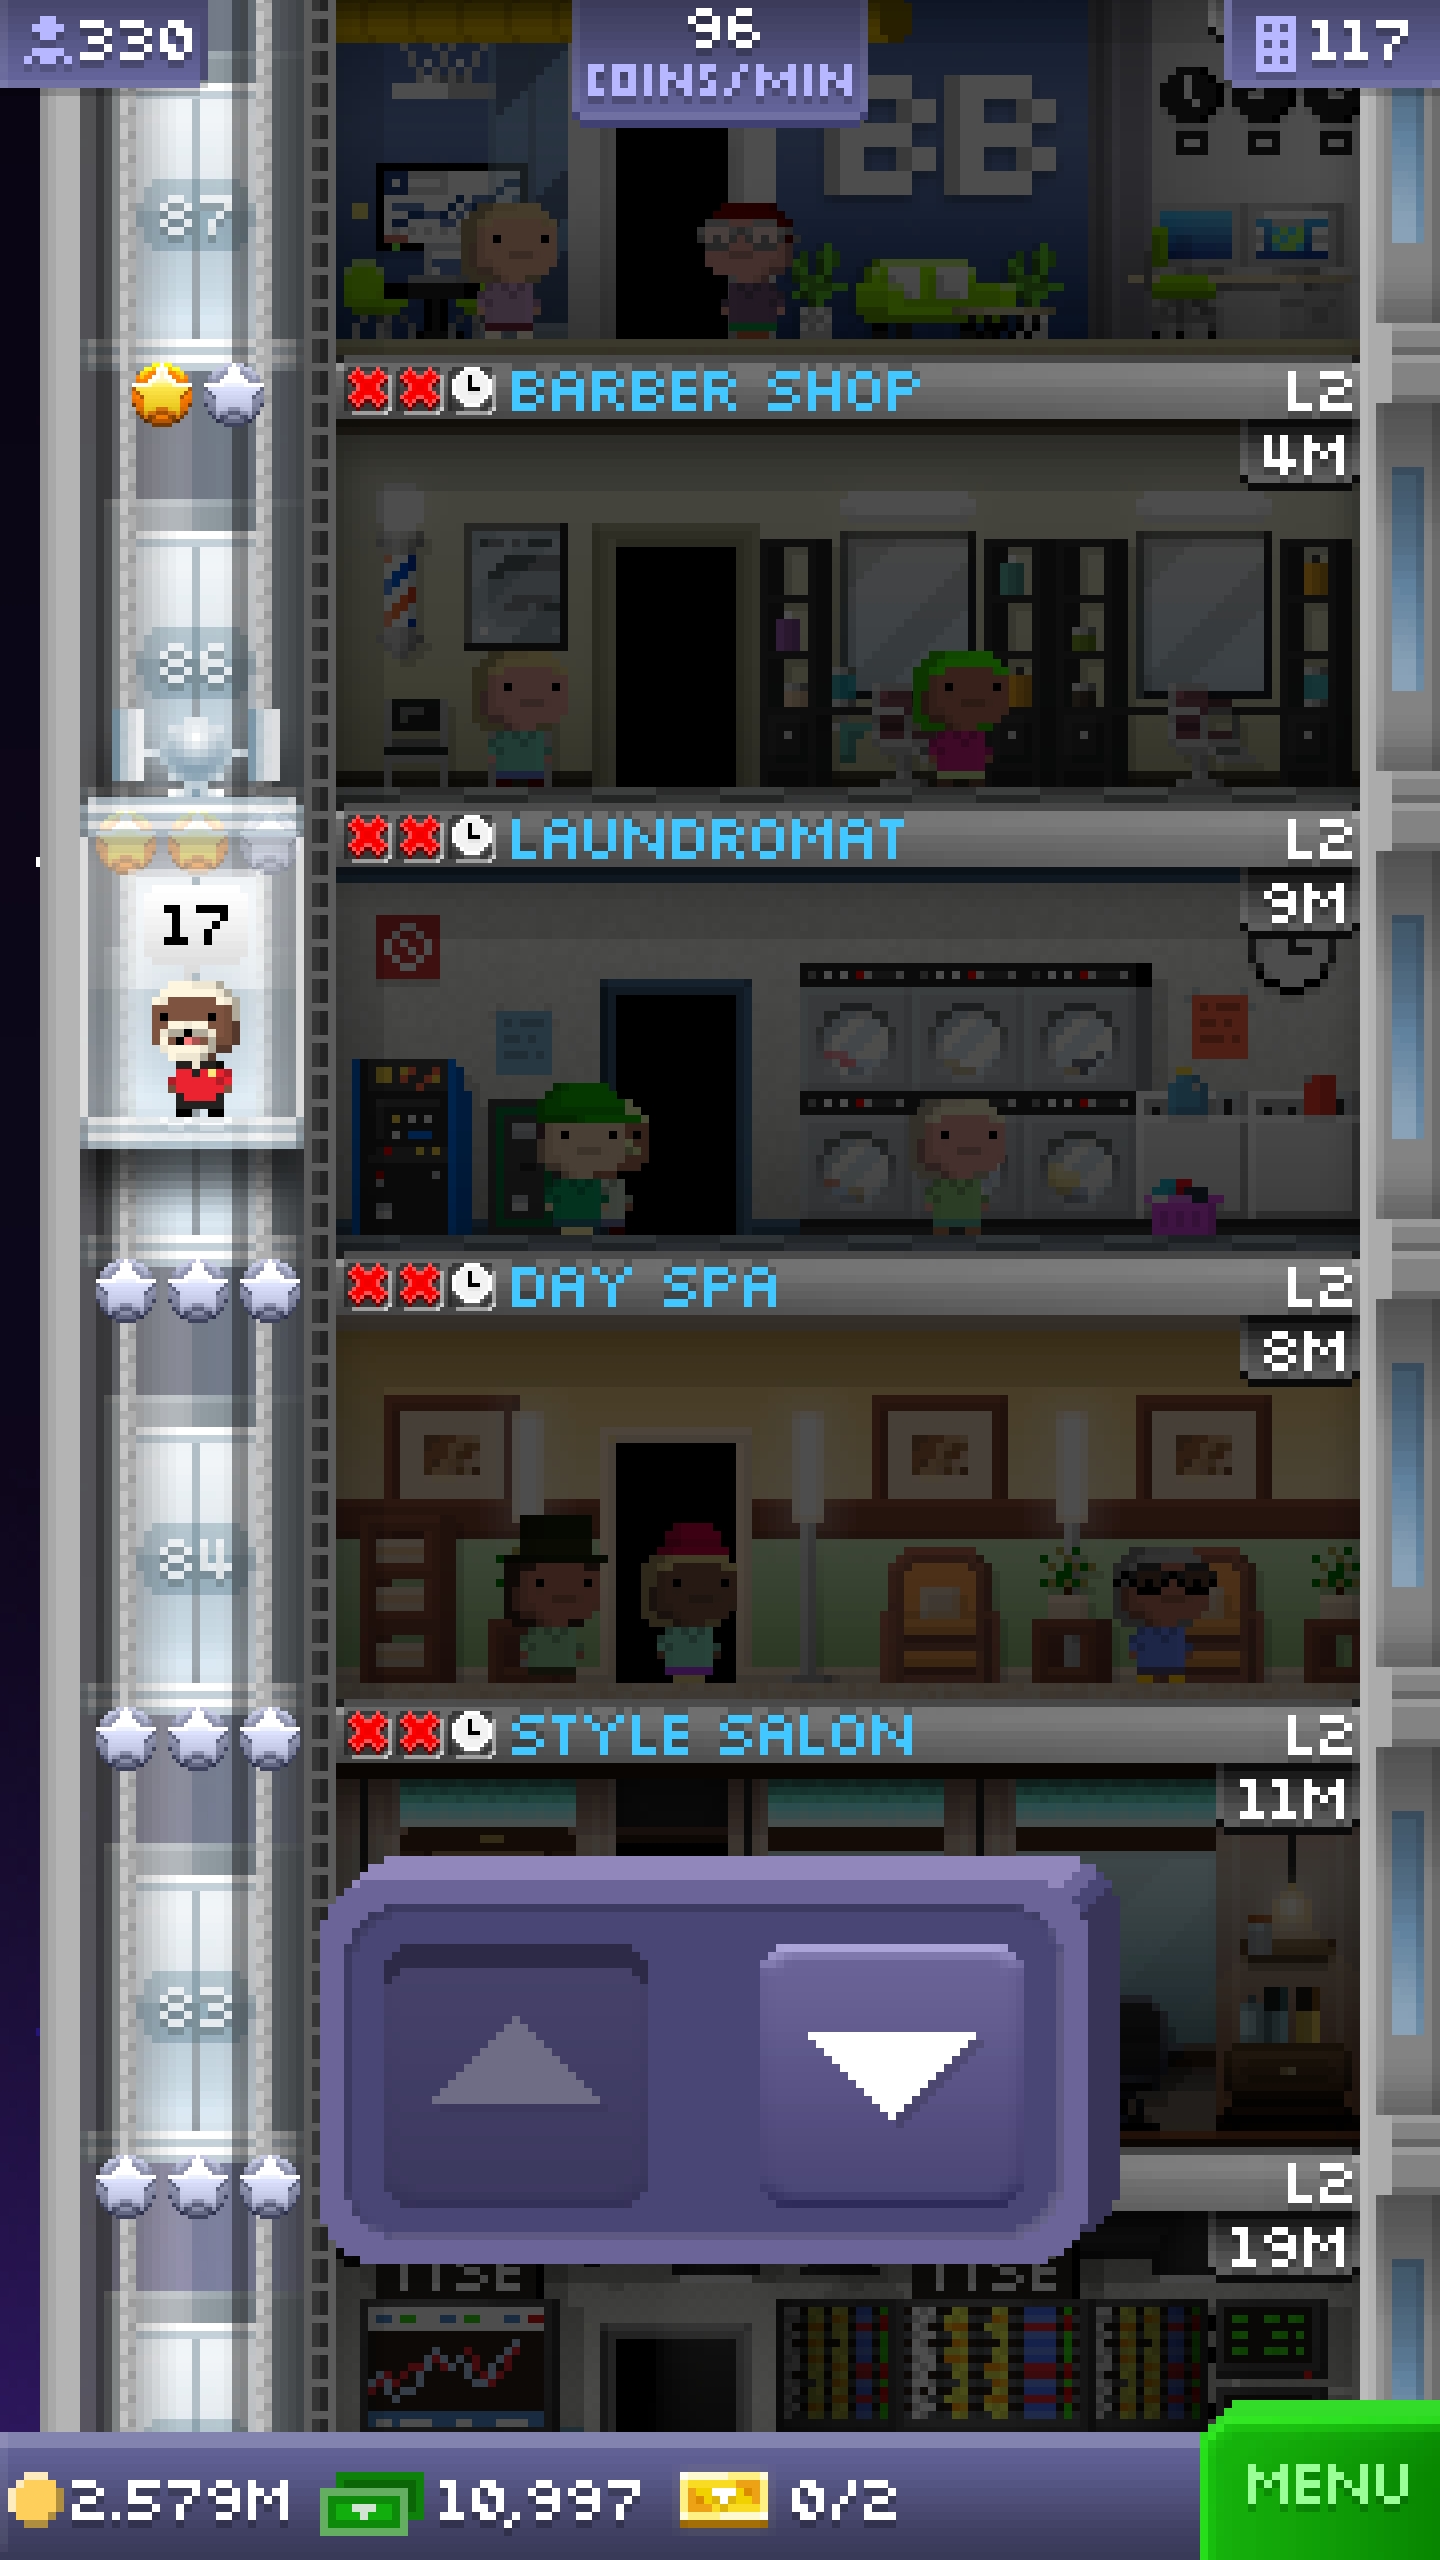 330
96
COINS/MIN
117
BB
87
BARBER SHOP L2
4M
86
LAUNDROMAT L2
9M
17
DAY SPA L2
8M
84
STYLE SALON L2
11M
83
L2
19M
2.579M 10,997 0/2 MENU